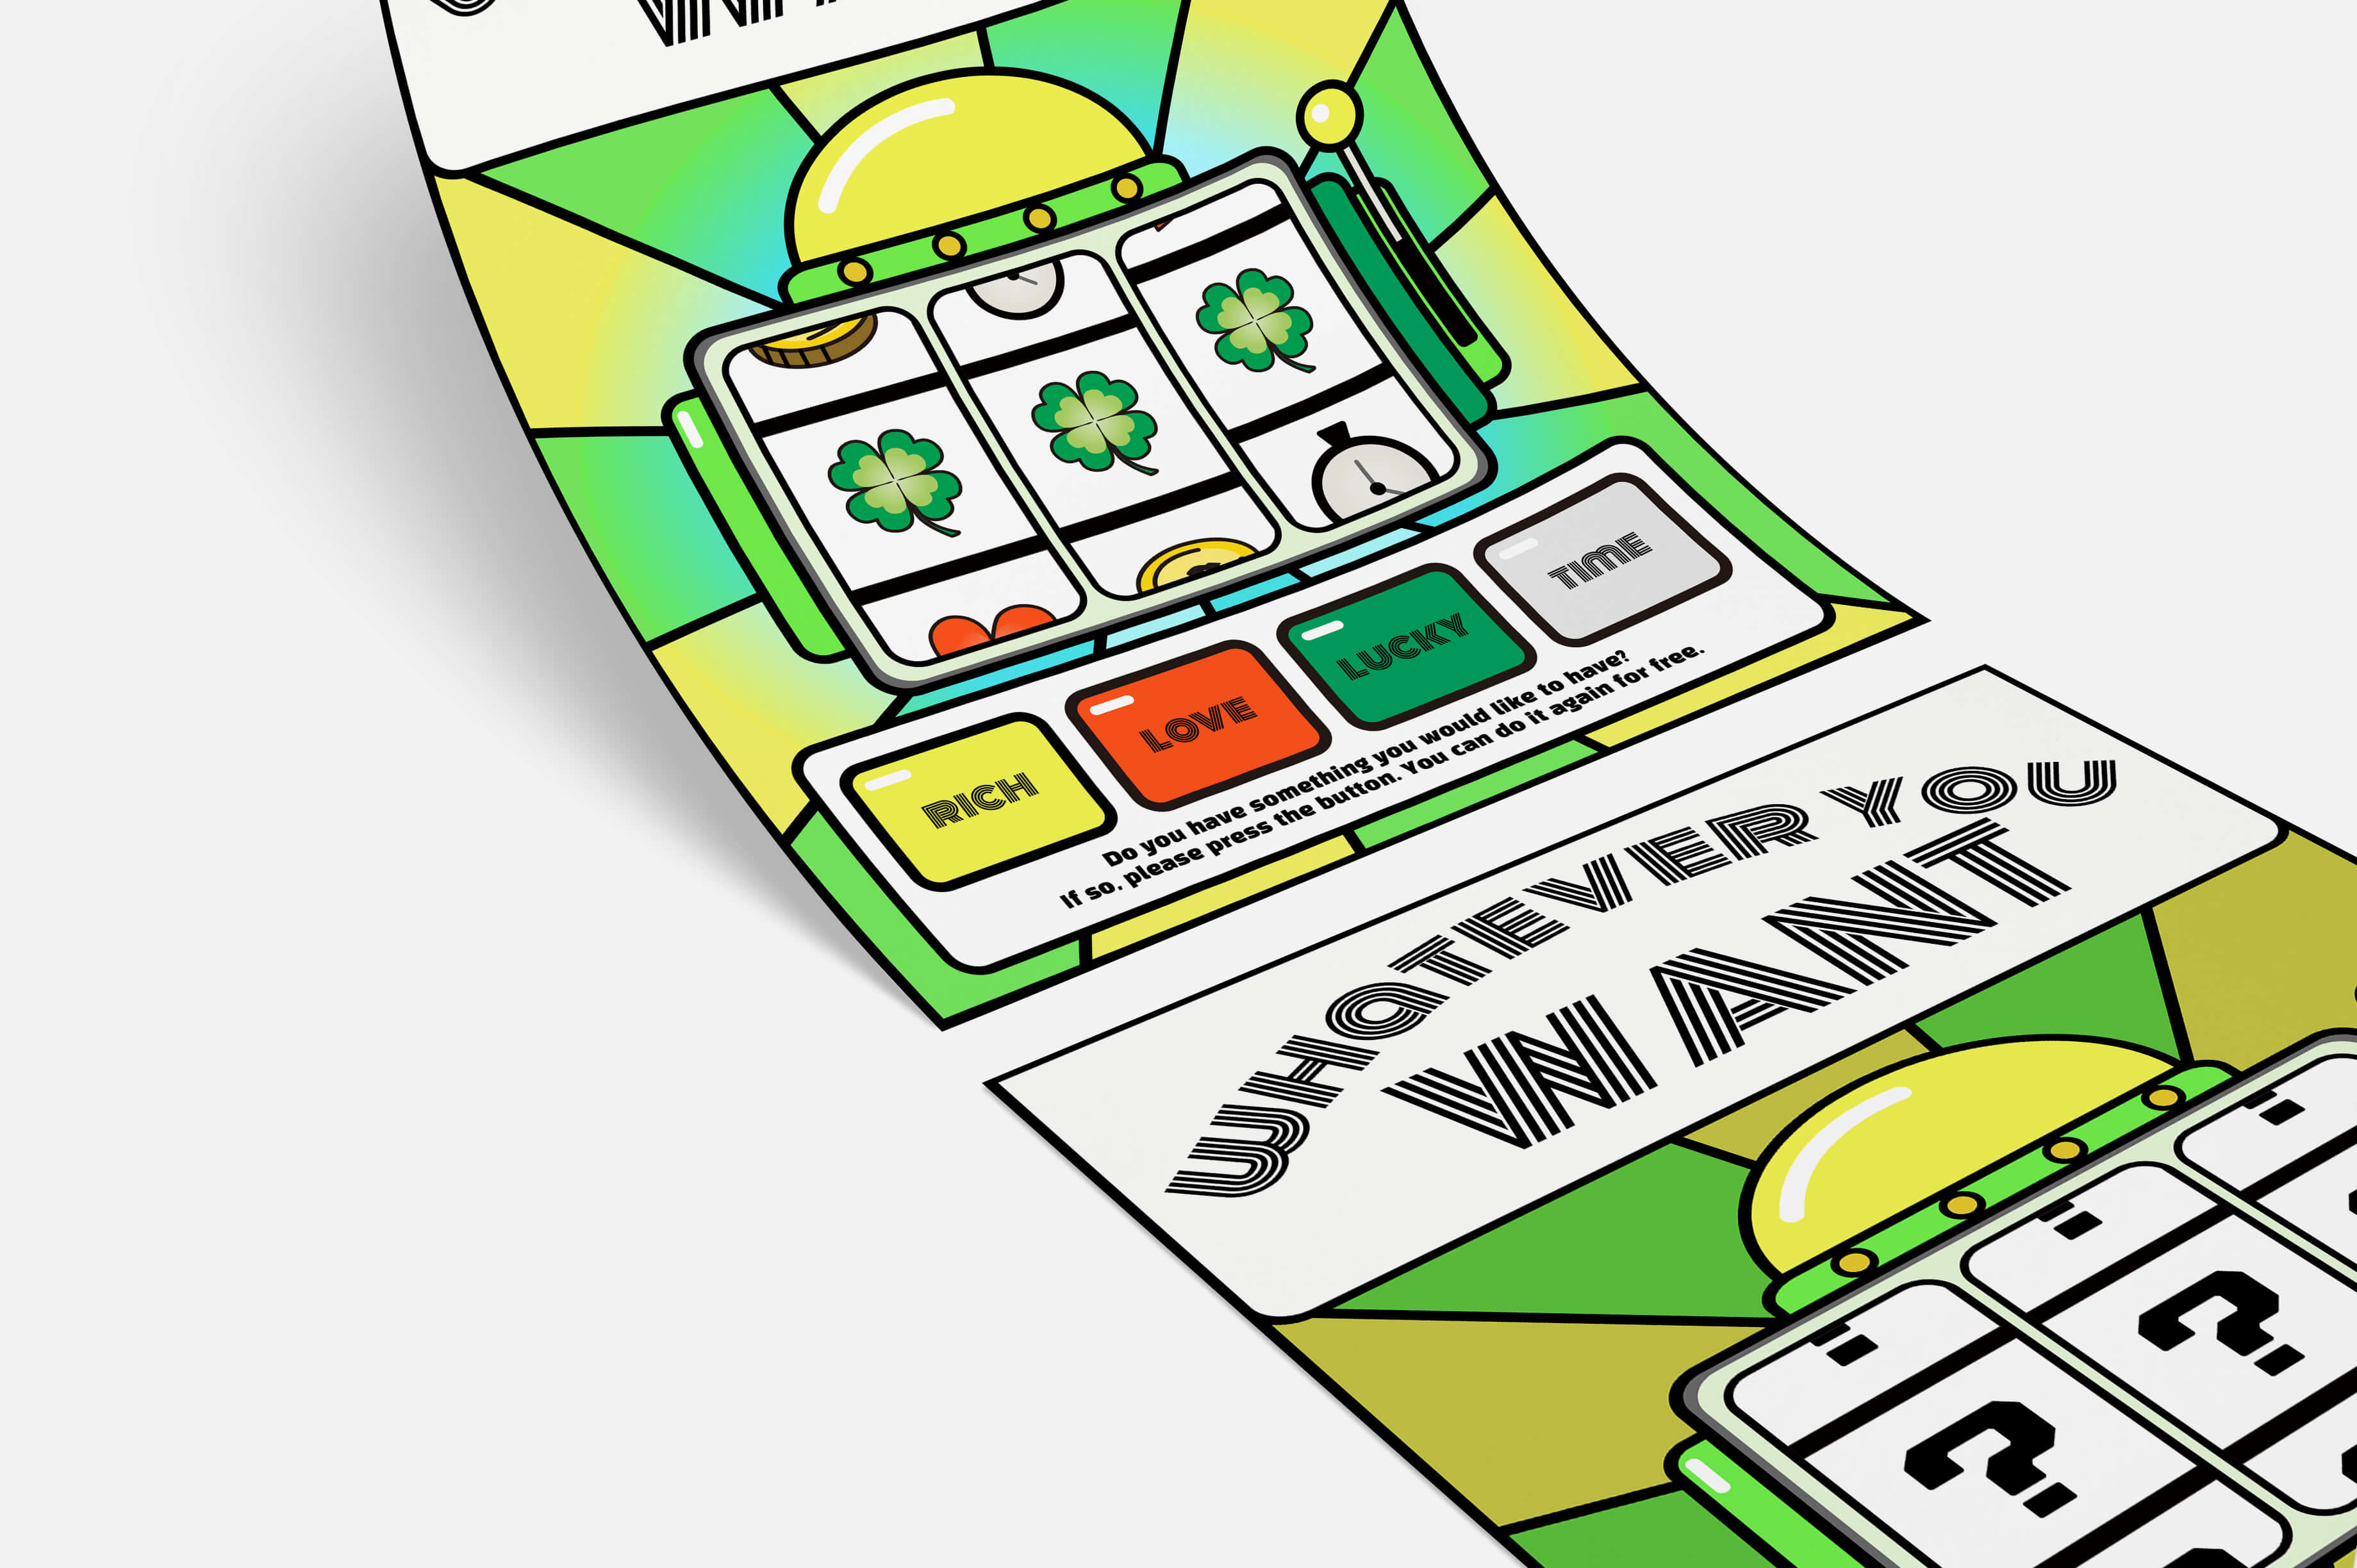 RICH
LOVE
LUCKY
TIME
Do you have something you would like to have?
If so, please press the button. You can do it again for free.
WHaTEVER YOU
WANT
?
?